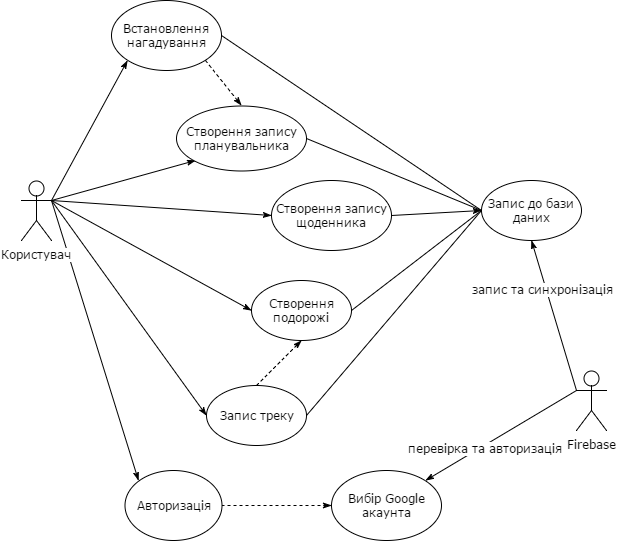 Встановлення
нагадування
Створення запису
планувальника
Створення запису
щоденника
Запис до бази
даних
Користувач
запис та синхронізація
Створення
подорожі
Запис треку
Firebase
перевірка та авторизація
Авторизація
Вибір Google
акаунта